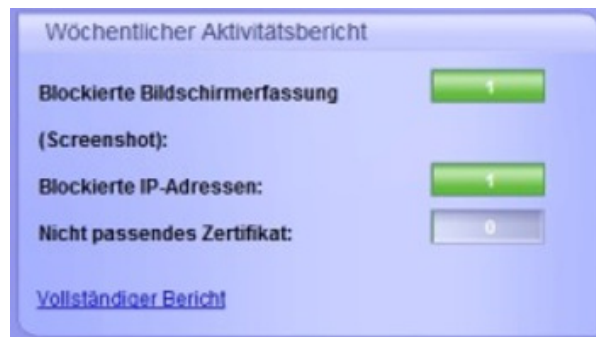 Wöchentlicher Aktivitätsbericht
Blockierte Bildschirmerfassung 1
(Screenshot):
Blockierte IP-Adressen: 1
Nicht passendes Zertifikat: 0
Vollständiger Bericht